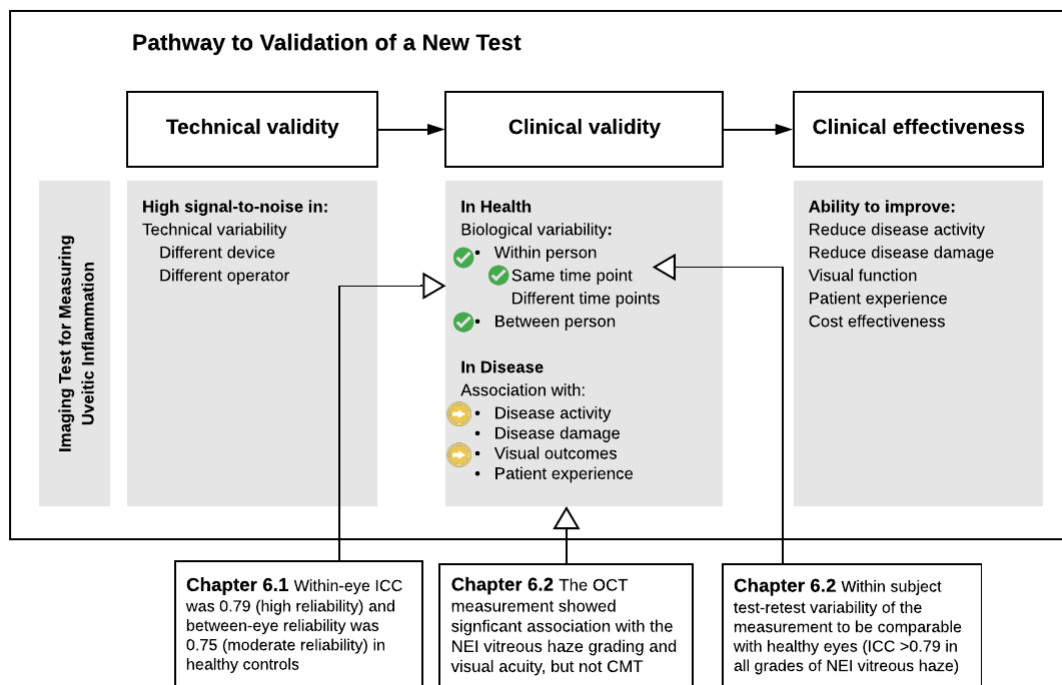 Pathway to Validation of a New Test
Technical validity
Clinical validity
Clinical effectiveness
Imaging Test for Measuring
Uveitic Inflammation
High signal-to-noise in:
Technical variability
Different device
Different operator
In Health
Biological variability:
• Within person
Same time point
Different time points
• Between person
In Disease
Association with:
• Disease activity
• Disease damage
• Visual outcomes
• Patient experience
Ability to improve:
Reduce disease activity
Reduce disease damage
Visual function
Patient experience
Cost effectiveness
Chapter 6.1 Within-eye ICC
was 0.79 (high reliability) and
between-eye reliability was
0.75 (moderate reliability) in
healthy controls
Chapter 6.2 The OCT
measurement showed
signficant association with the
NEI vitreous haze grading and
visual acuity, but not CMT
Chapter 6.2 Within subject
test-retest variability of the
measurement to be comparable
with healthy eyes (ICC >0.79 in
all grades of NEI vitreous haze)